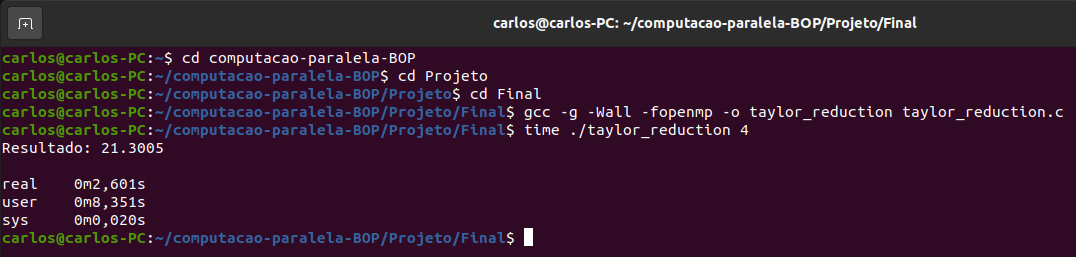 carlos@carlos-PC: ~/computacao-paralela-BOP/Projeto/Final
carlos@carlos-PC:~$ cd computacao-paralela-BOP
carlos@carlos-PC:~/computacao-paralela-BOP$ cd Projeto
carlos@carlos-PC:~/computacao-paralela-BOP/Projeto$ cd Final
carlos@carlos-PC:~/computacao-paralela-BOP/Projeto/Final$ gcc -g -Wall -fopenmp -o taylor_reduction taylor_reduction.c
carlos@carlos-PC:~/computacao-paralela-BOP/Projeto/Final$ time ./taylor_reduction 4
Resultado: 21.3005
real    0m2,601s
user    0m8,351s
sys     0m0,020s
carlos@carlos-PC:~/computacao-paralela-BOP/Projeto/Final$